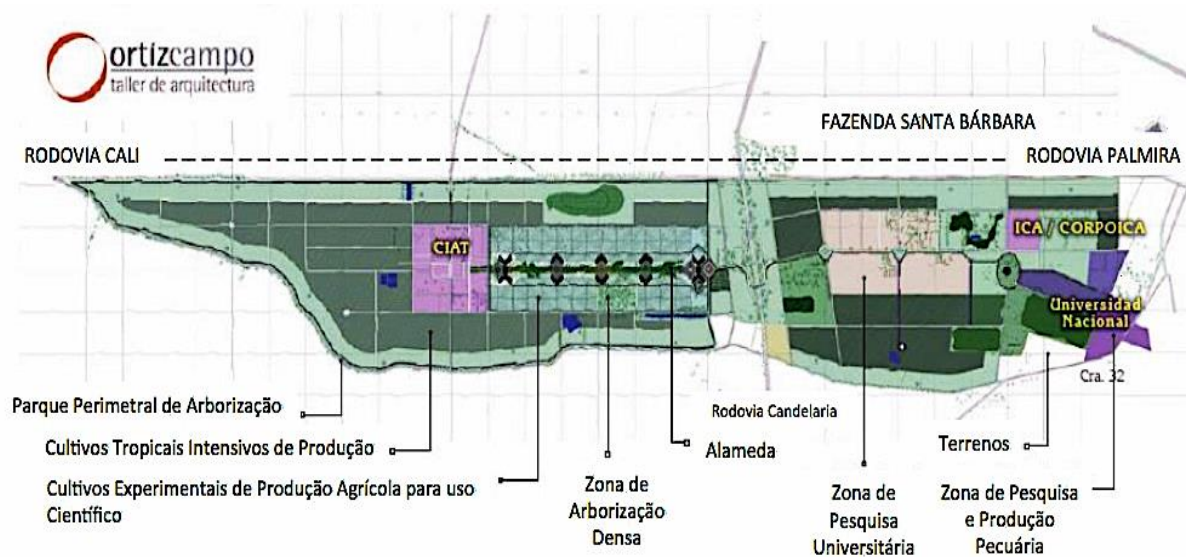 ortízcampo
taller de arquitectura
FAZENDA SANTA BÁRBARA
RODOVIA CALI
RODOVIA PALMIRA
CIAT
ICA / CORPOICA
Universidad
Nacional
Cra. 32
Parque Perimetral de Arborização
Cultivos Tropicais Intensivos de Produção
Cultivos Experimentais de Produção Agrícola para uso
Científico
Zona de
Arborização
Densa
Rodovia Candelaria
Alameda
Zona de
Pesquisa
Universitária
Terrenos
Zona de Pesquisa
e Produção
Pecuária